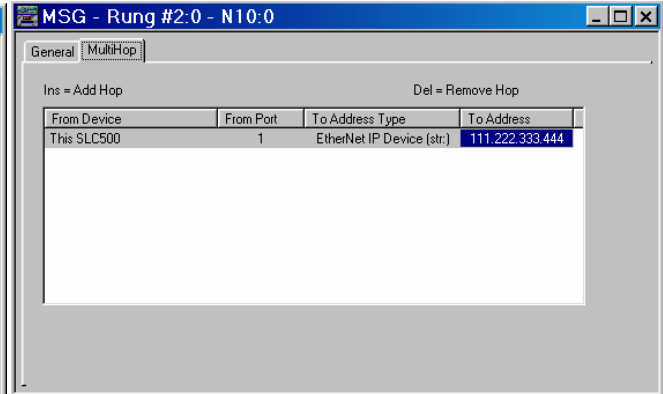 MSG - Rung #2:0 - N10:0
General MultiHop
Ins = Add Hop Del = Remove Hop
From Device From Port To Address Type To Address
This SLC500 1 EtherNet IP Device (str:) 111.222.333.444